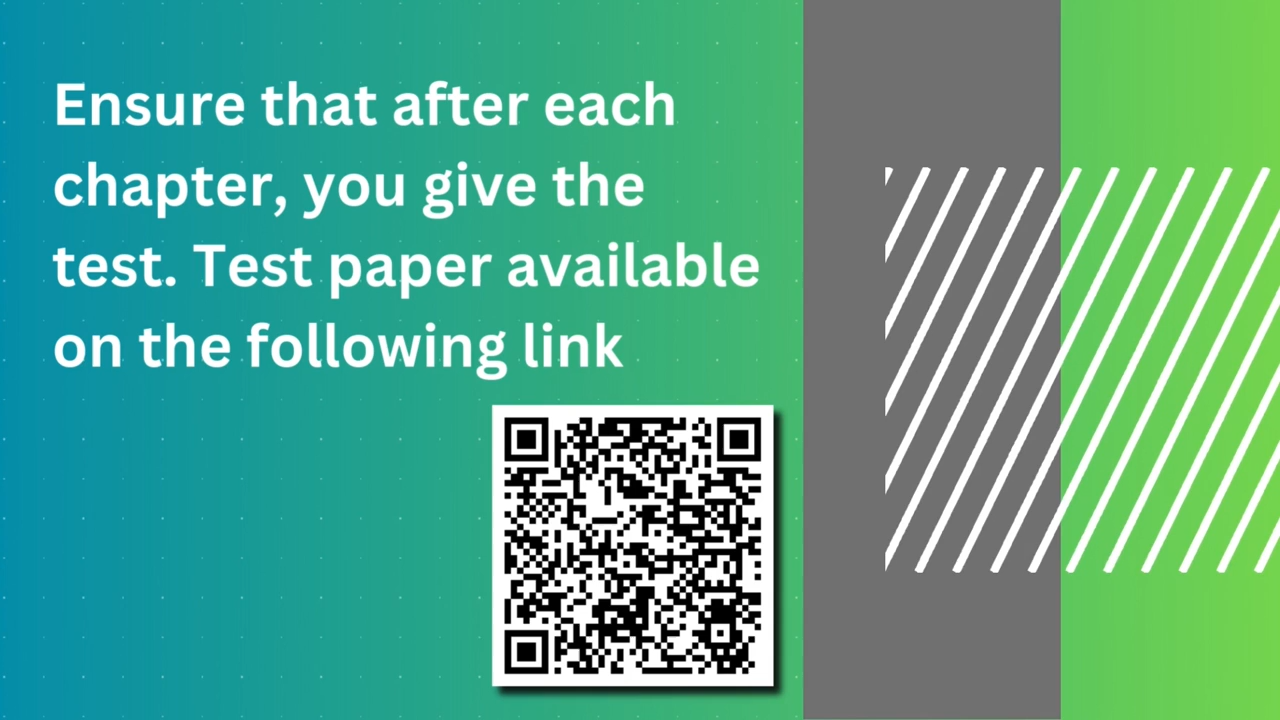 Ensure that after each
chapter, you give the
test. Test paper available
on the following link